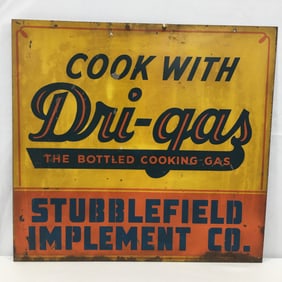 COOK WITH
Dri-gas
THE BOTTLED COOKING GAS
STUBBLEFIELD
IMPLEMENT CO.